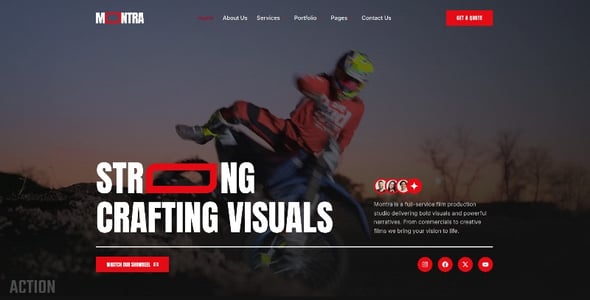 M NTRA
Home
About Us
Services
Portfolio
Pages
Contact Us
GET A QUOTE
STR NG
CRAFTING VISUALS
Montra is a full-service film production
studio delivering bold visuals and powerful
narratives. From commercials to creative
films we bring your vision to life.
WATCH OUR SHOWREEL
ACTION